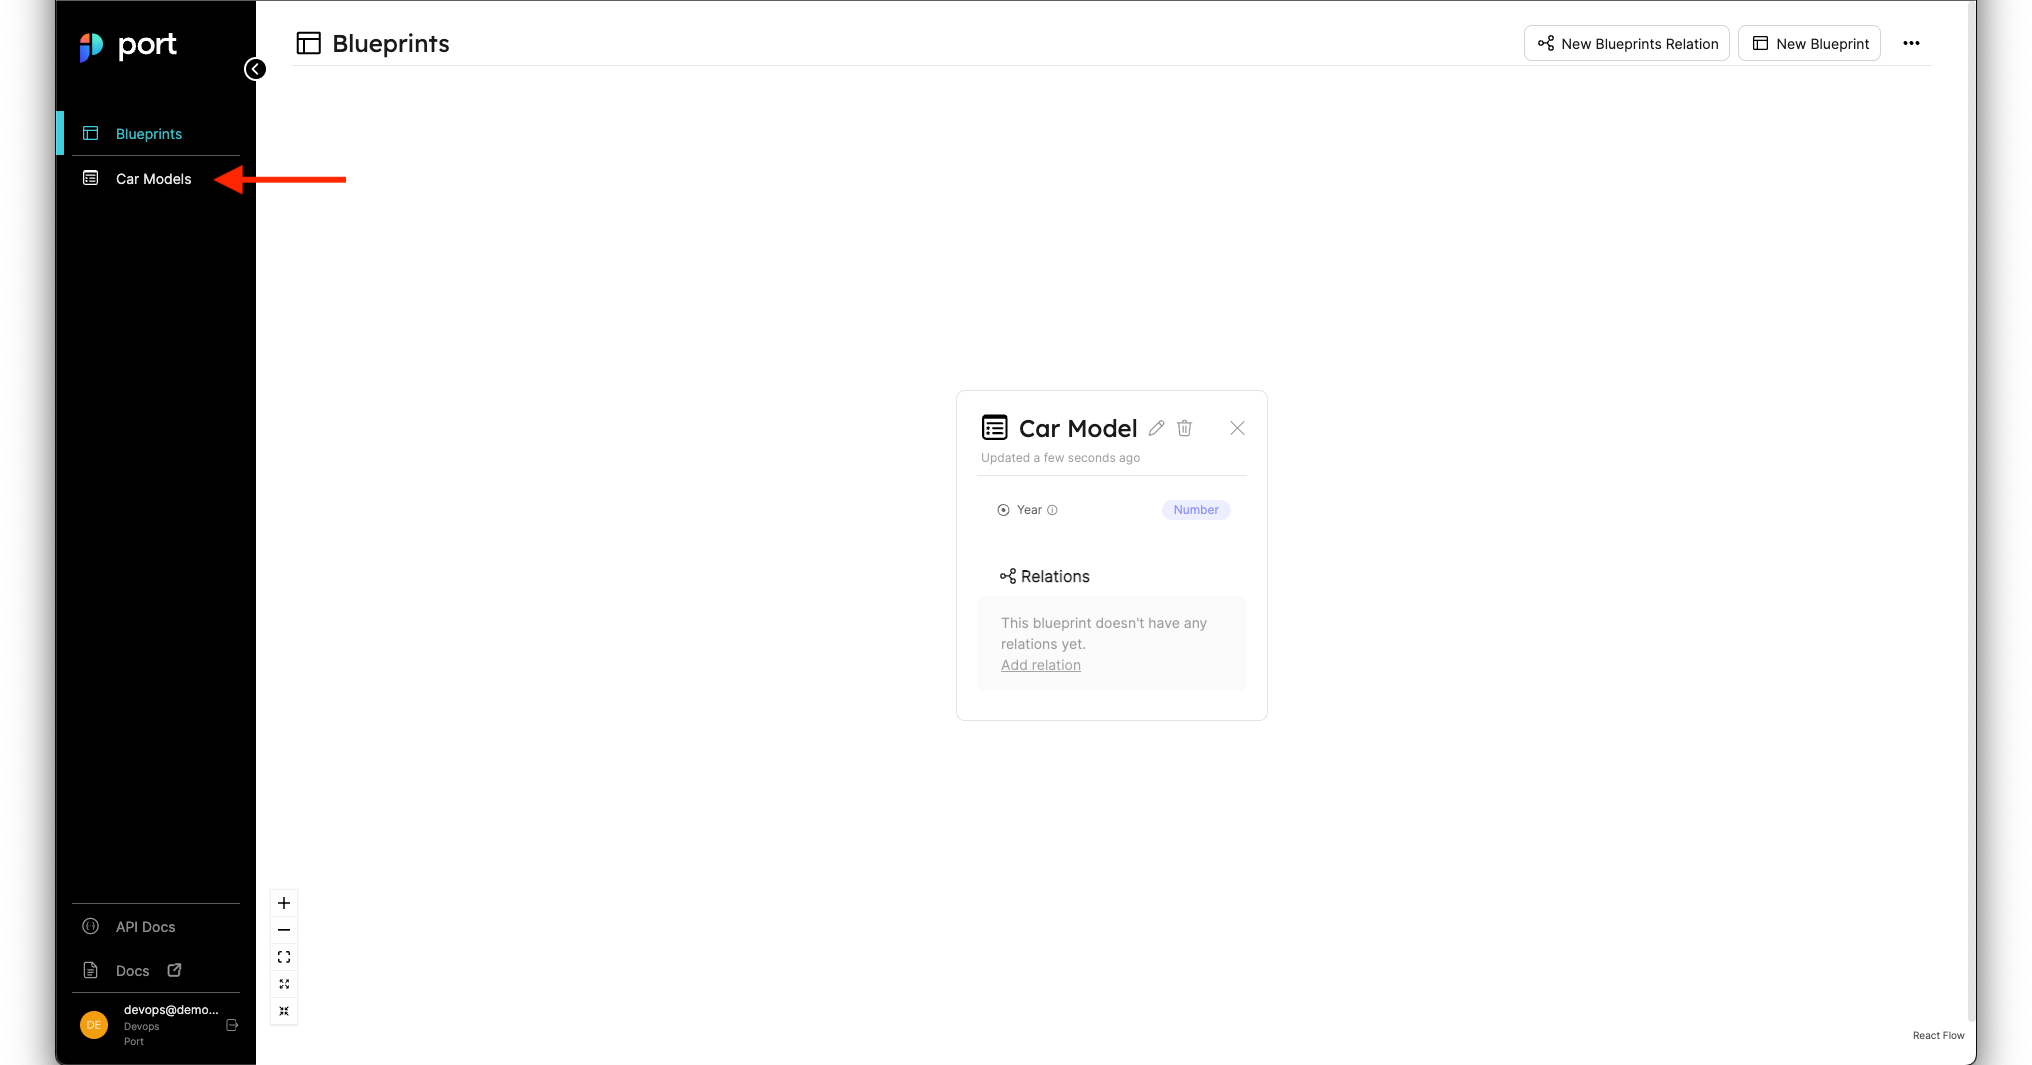 port
Blueprints
Car Models
API Docs
Docs
DE
devops@demo...
Devops
Port
Blueprints
New Blueprints Relation
New Blueprint
Car Model
Updated a few seconds ago
Year
Number
Relations
This blueprint doesn't have any
relations yet.
Add relation
React Flow